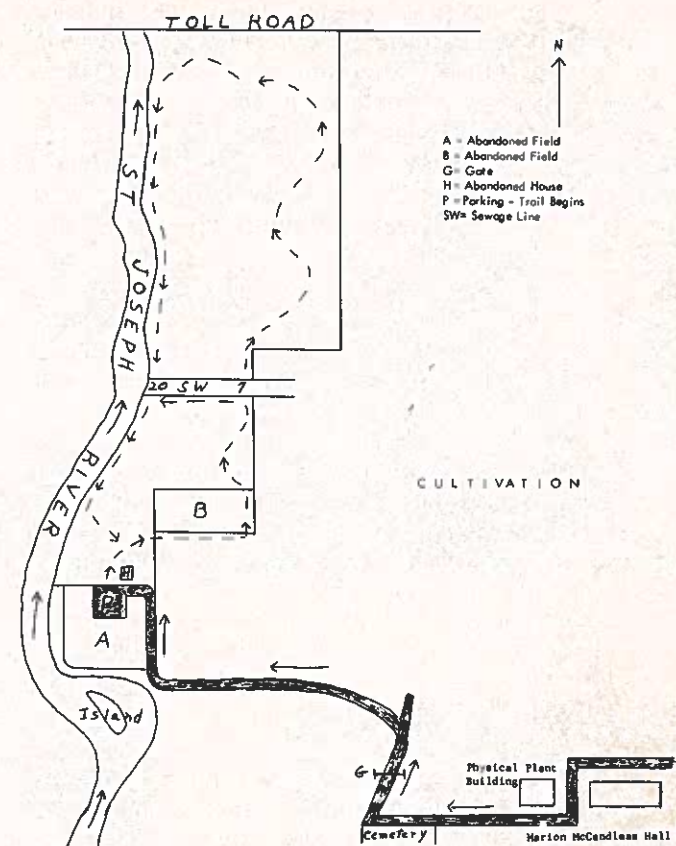 TOLL ROAD
N
A = Abandoned Field
B = Abandoned Field
G = Gate
H = Abandoned House
P = Parking - Trail Begins
SW= Sewage Line
ST JOSEPH RIVER
20 SW 7
CULTIVATION
B
H
P
A
Island
G
Physical Plant
Building
Cemetery
Marion McCandless Hall